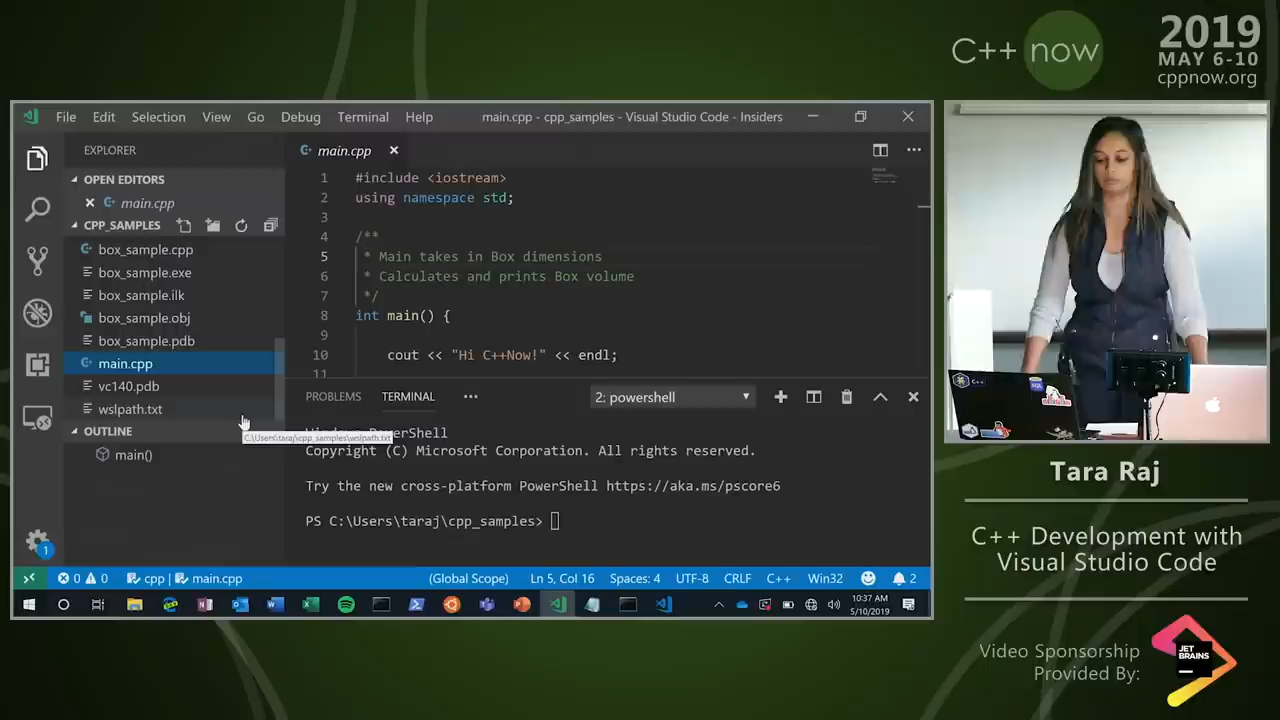 C++ now
2019
MAY 6-10
cppnow.org
File Edit Selection View Go Debug Terminal Help main.cpp - cpp_samples - Visual Studio Code - Insiders
EXPLORER
OPEN EDITORS
main.cpp
CPP_SAMPLES
box_sample.cpp
box_sample.exe
box_sample.ilk
box_sample.obj
box_sample.pdb
main.cpp
vc140.pdb
wslpath.txt
C:\Users\taraj\cpp_samples\wslpath.txt
OUTLINE
main()
1
main.cpp
1 #include <iostream>
2 using namespace std;
3
4 /**
5 * Main takes in Box dimensions
6 * Calculates and prints Box volume
7 */
8 int main() {
9
10 cout << "Hi C++Now!" << endl;
11
PROBLEMS TERMINAL 2: powershell
PowerShell
Copyright (C) Microsoft Corporation. All rights reserved.
Try the new cross-platform PowerShell https://aka.ms/pscore6
PS C:\Users\taraj\cpp_samples>
0 0 cpp | main.cpp (Global Scope) Ln 5, Col 16 Spaces: 4 UTF-8 CRLF C++ Win32 2
10:37 AM
5/10/2019
C++
SQL
Tara Raj
C++ Development with
Visual Studio Code
Video Sponsorship
Provided By:
JET
BRAINS